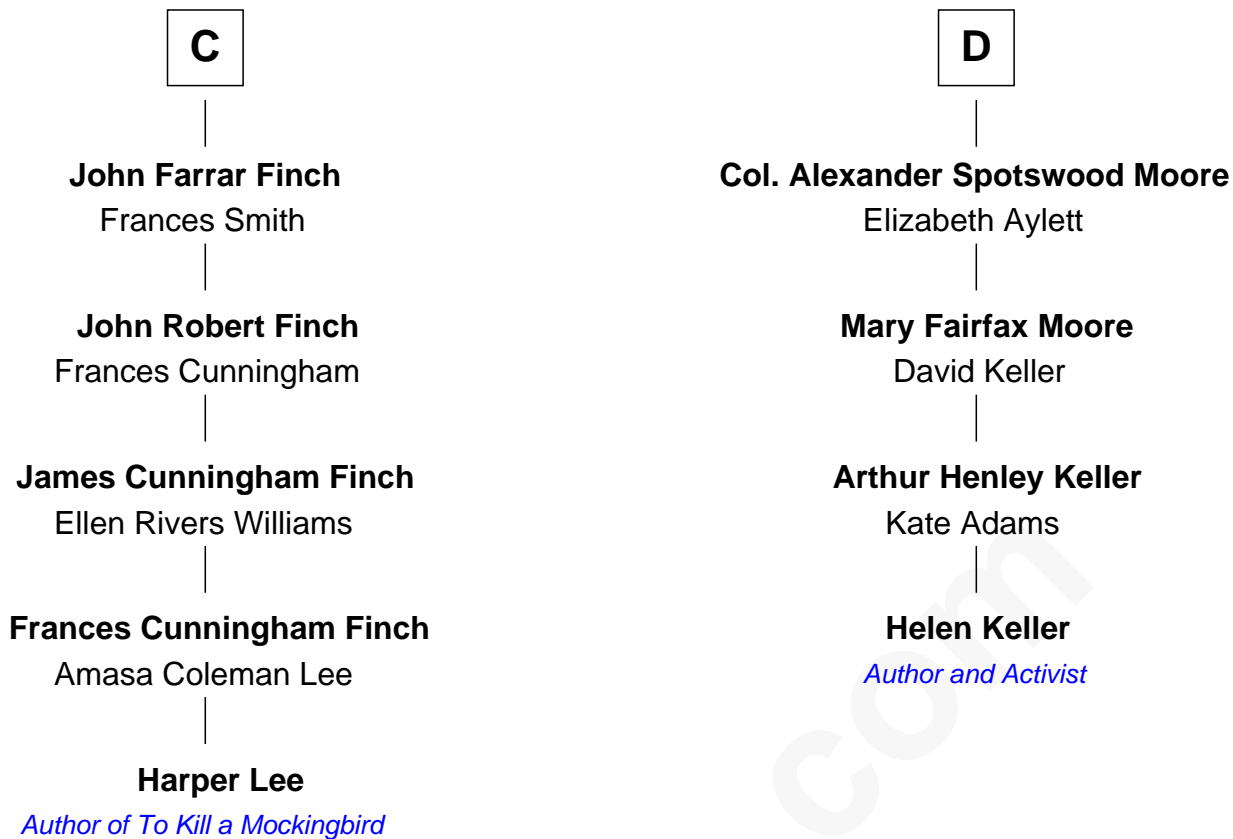 C
John Farrar Finch
Frances Smith
John Robert Finch
Frances Cunningham
James Cunningham Finch
Ellen Rivers Williams
Frances Cunningham Finch
Amasa Coleman Lee
Harper Lee
Author of To Kill a Mockingbird
D
Col. Alexander Spotswood Moore
Elizabeth Aylett
Mary Fairfax Moore
David Keller
Arthur Henley Keller
Kate Adams
Helen Keller
Author and Activist
com